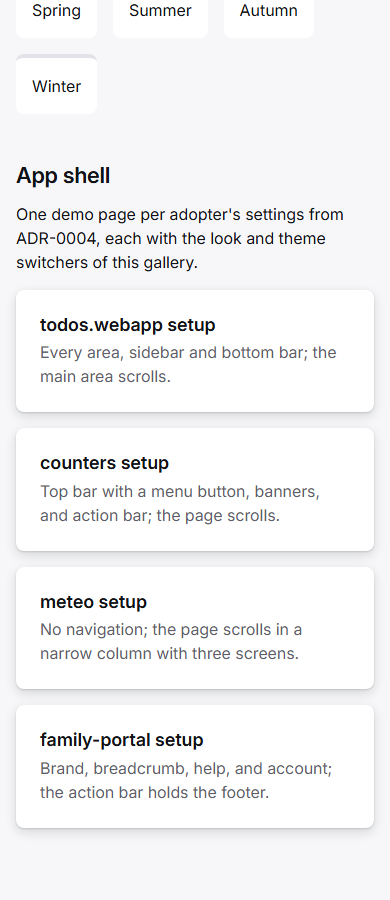 Spring
Summer
Autumn
Winter
App shell
One demo page per adopter's settings from
ADR-0004, each with the look and theme
switchers of this gallery.
todos.webapp setup
Every area, sidebar and bottom bar; the
main area scrolls.
counters setup
Top bar with a menu button, banners,
and action bar; the page scrolls.
meteo setup
No navigation; the page scrolls in a
narrow column with three screens.
family-portal setup
Brand, breadcrumb, help, and account;
the action bar holds the footer.